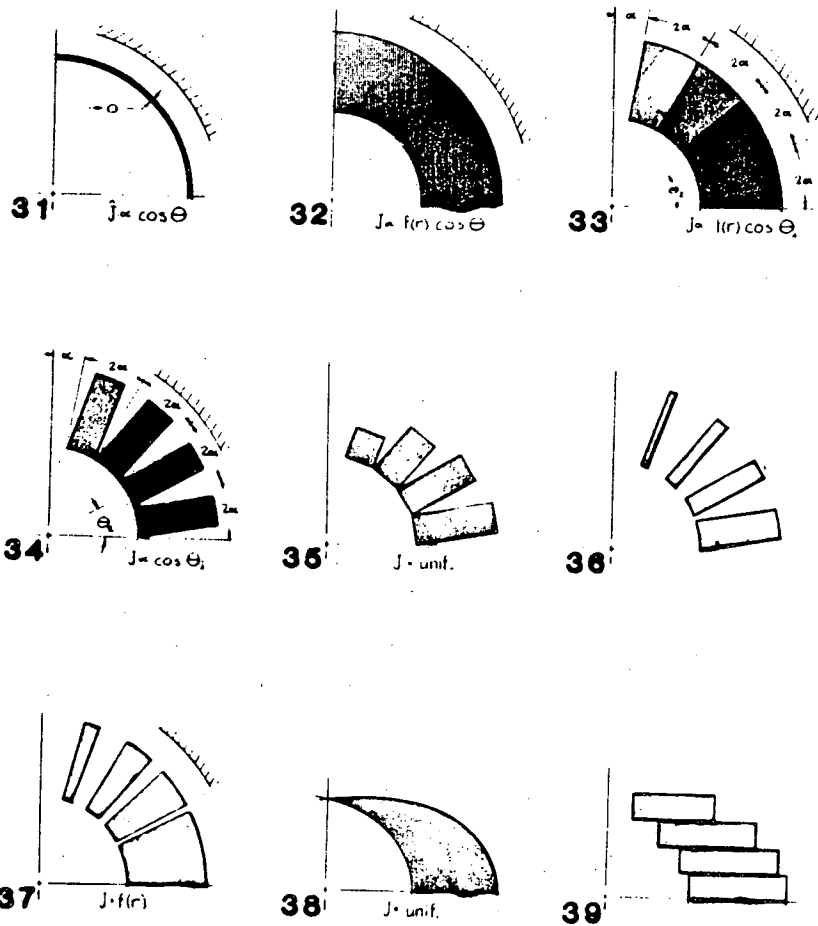 α
α 2α
2α
2α
2α
→0
31 J∝ cos θ
32 J∝ f(r) cos θ
33 J∝ f(r) cos θᵢ
α
2α
2α
2α
2α
θᵢ
34 J∝ cos θᵢ
35 J = unif.
36
37 J = f(r)
38 J = unif.
39